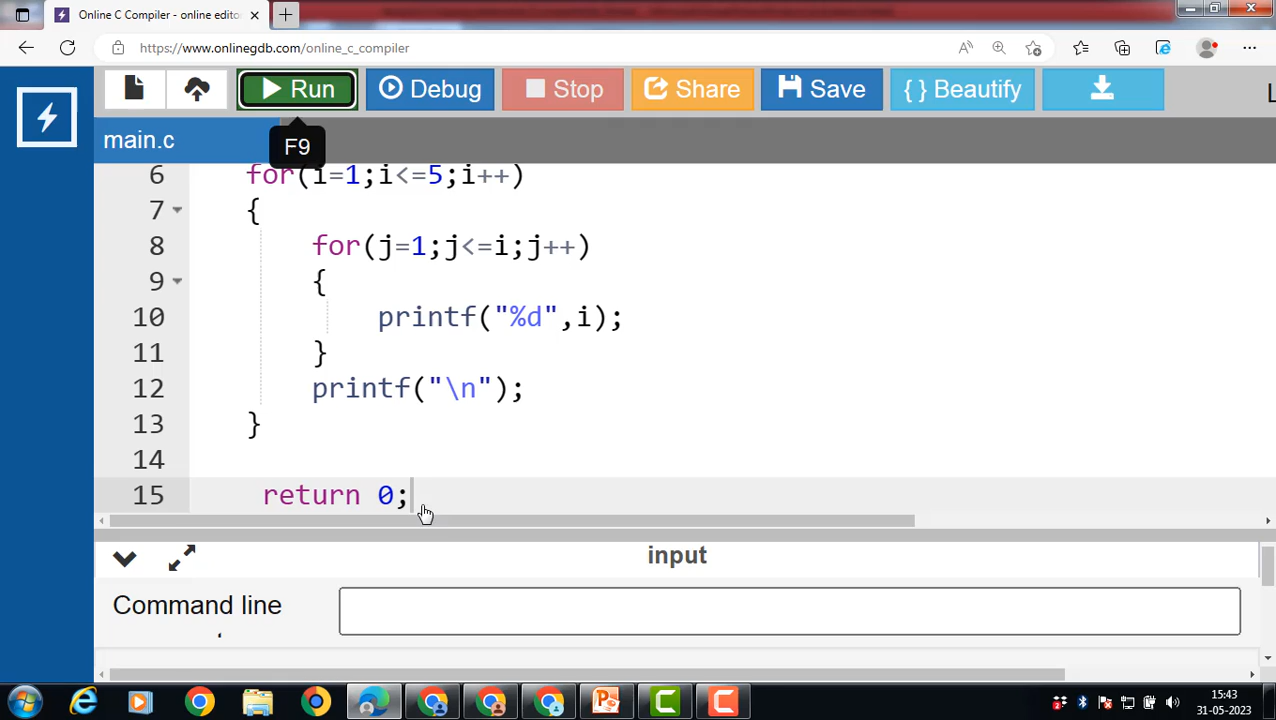 Online C Compiler - online editor
https://www.onlinegdb.com/online_c_compiler
Run
Debug
Stop
Share
Save
{ } Beautify
main.c
F9
6 for(i=1;i<=5;i++)
7 {
8 for(j=1;j<=i;j++)
9 {
10 printf("%d",i);
11 }
12 printf("\n");
13 }
14
15 return 0;
input
Command line
15:43
31-05-2023